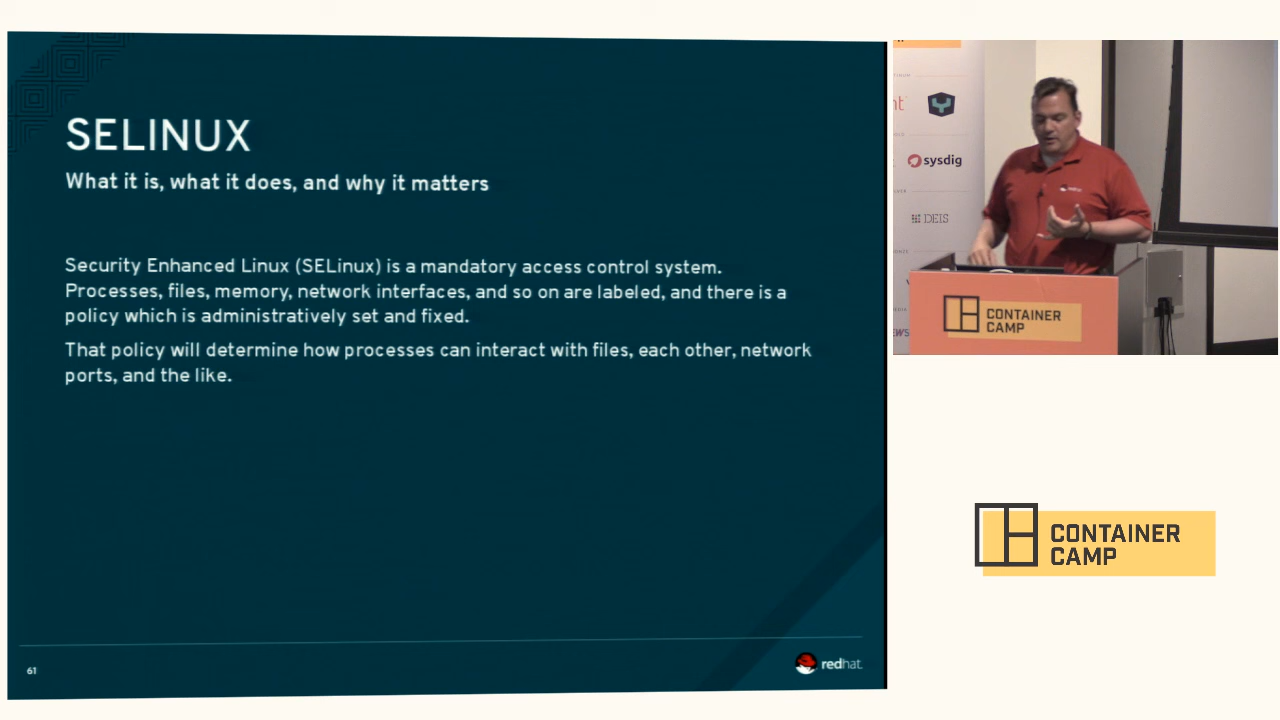 SELINUX
What it is, what it does, and why it matters
Security Enhanced Linux (SELinux) is a mandatory access control system.
Processes, files, memory, network interfaces, and so on are labeled, and there is a
policy which is administratively set and fixed.
That policy will determine how processes can interact with files, each other, network
ports, and the like.
61
redhat.
sysdig
DEIS
redhat
CONTAINER
CAMP
CONTAINER
CAMP